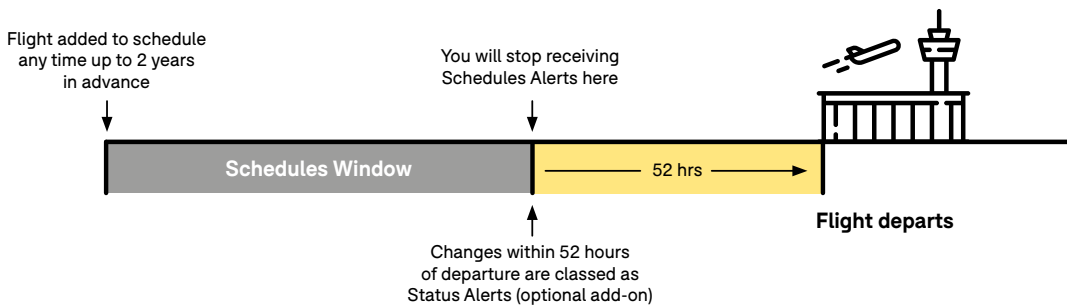 Flight added to schedule
any time up to 2 years
in advance
You will stop receiving
Schedules Alerts here
Schedules Window
52 hrs
Flight departs
Changes within 52 hours
of departure are classed as
Status Alerts (optional add-on)